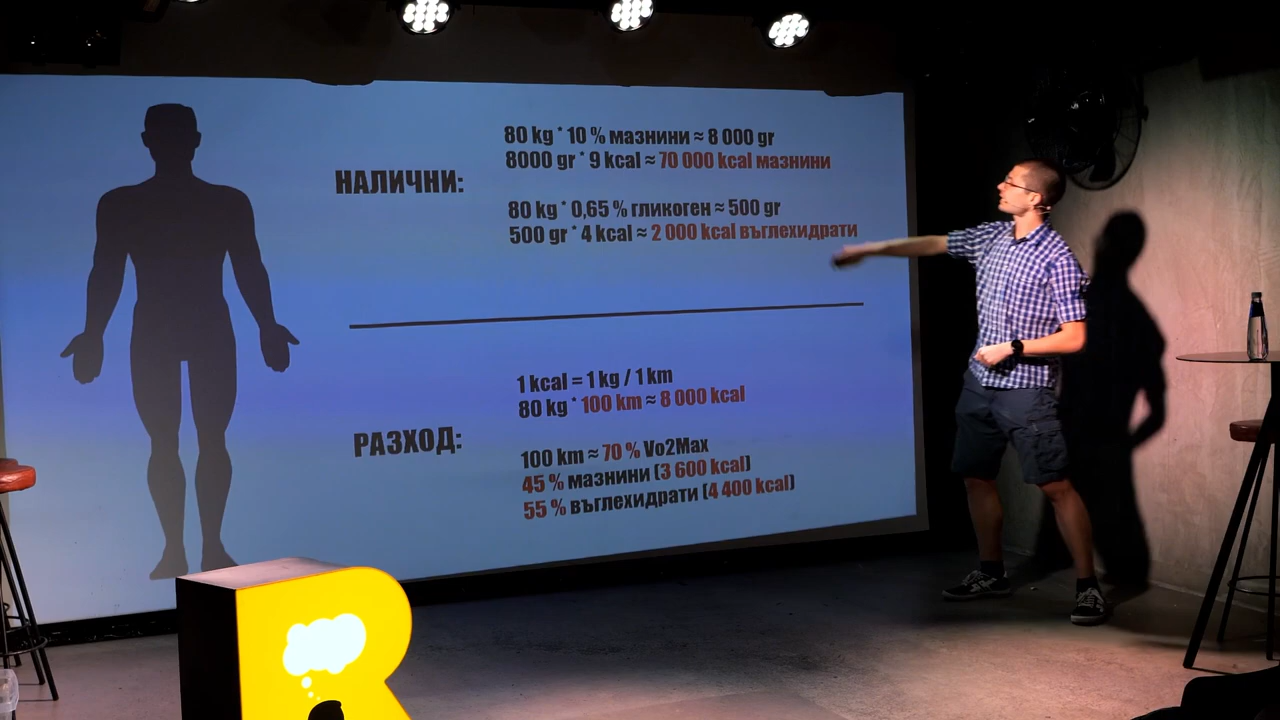 НАЛИЧНИ:
80 kg * 10 % мазнини ≈ 8 000 gr
8000 gr * 9 kcal ≈ 70 000 kcal мазнини
80 kg * 0,65 % гликоген ≈ 500 gr
500 gr * 4 kcal ≈ 2 000 kcal въглехидрати
РАЗХОД:
1 kcal = 1 kg / 1 km
80 kg * 100 km ≈ 8 000 kcal
100 km ≈ 70 % Vo2Max
45 % мазнини (3 600 kcal)
55 % въглехидрати (4 400 kcal)
R